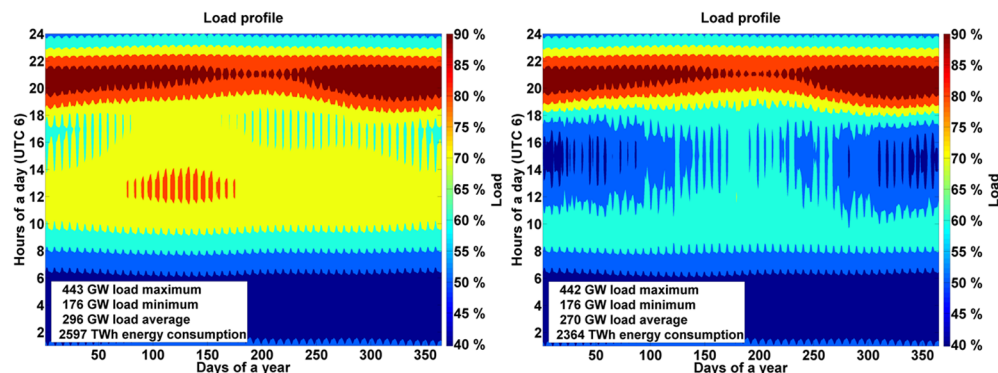 Load profile
24
22
20
18
16
14
12
10
8
6
4
2
Hours of a day (UTC 6)
443 GW load maximum
176 GW load minimum
296 GW load average
2597 TWh energy consumption
50 100 150 200 250 300 350
Days of a year
90 %
85 %
80 %
75 %
70 %
65 %
60 %
55 %
50 %
45 %
40 %
Load
Load profile
24
22
20
18
16
14
12
10
8
6
4
2
Hours of a day (UTC 6)
442 GW load maximum
176 GW load minimum
270 GW load average
2364 TWh energy consumption
50 100 150 200 250 300 350
Days of a year
90 %
85 %
80 %
75 %
70 %
65 %
60 %
55 %
50 %
45 %
40 %
Load